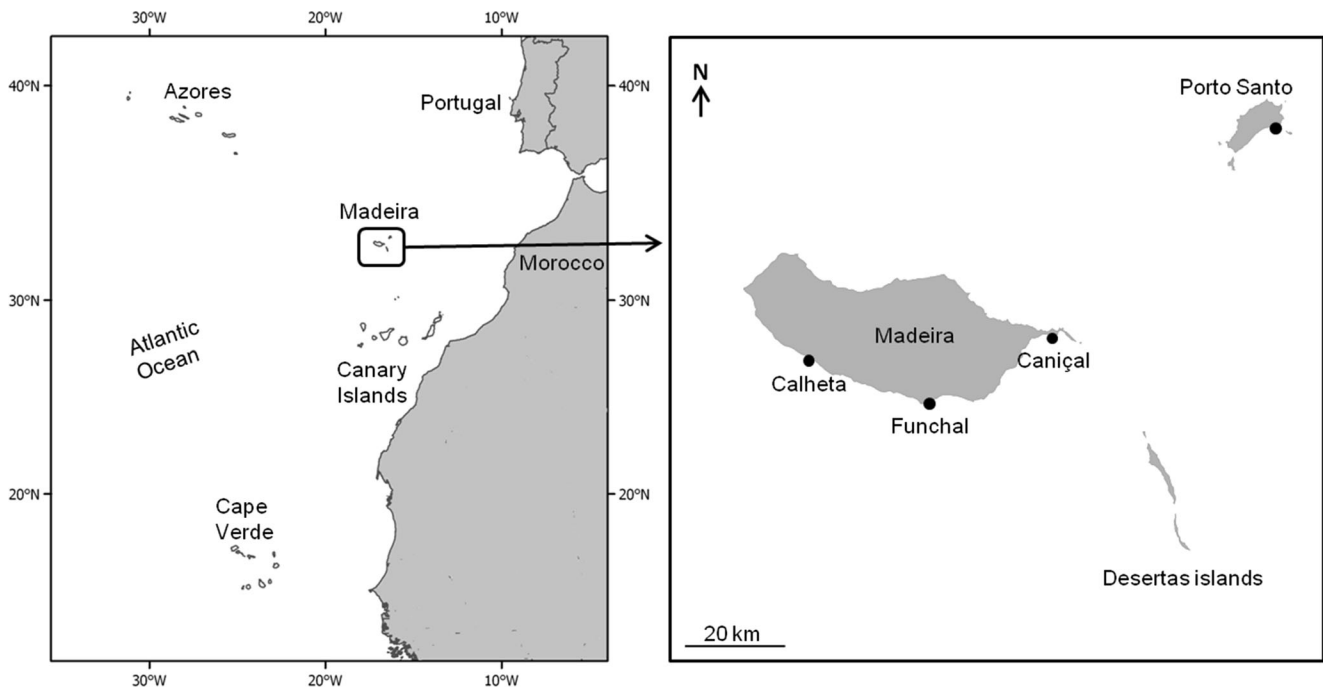 30°W
20°W
10°W
40°N
Azores
Portugal
40°N
Madeira
Morocco
30°N
30°N
Atlantic
Ocean
Canary
Islands
20°N
20°N
Cape
Verde
30°W
20°W
10°W
N
Porto Santo
Madeira
Caniçal
Calheta
Funchal
Desertas islands
20 km